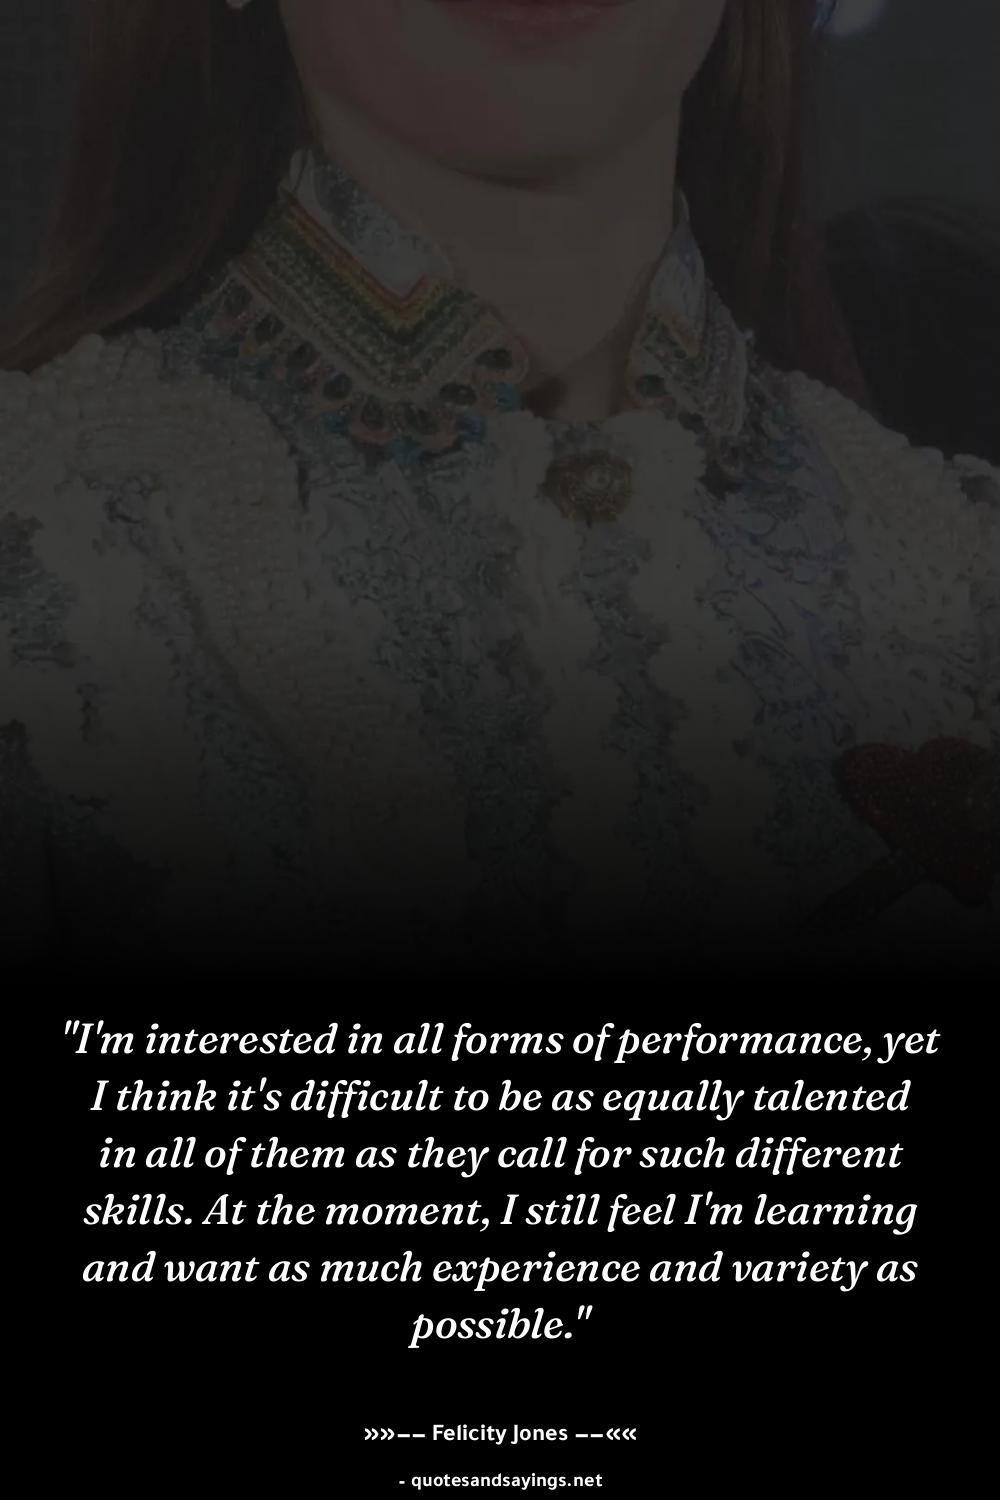 "I'm interested in all forms of performance, yet
I think it's difficult to be as equally talented
in all of them as they call for such different
skills. At the moment, I still feel I'm learning
and want as much experience and variety as
possible."
»»–– Felicity Jones ––««
- quotesandsayings.net